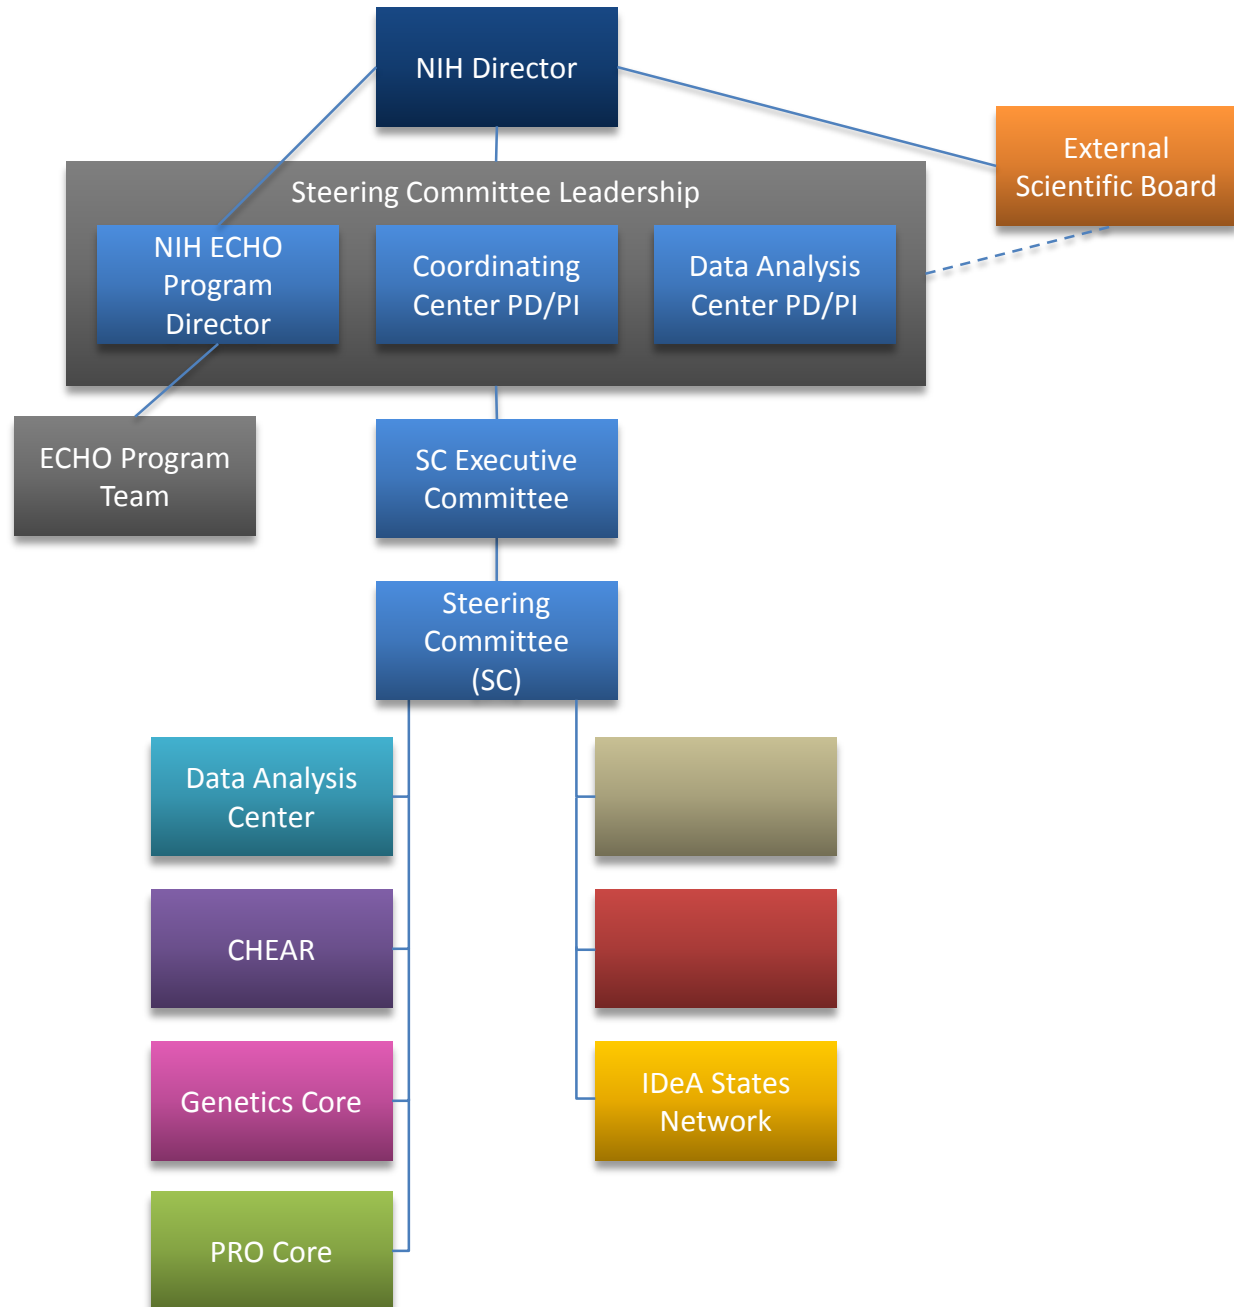 NIH Director
External
Scientific Board
Steering Committee Leadership
NIH ECHO
Program
Director
Coordinating
Center PD/PI
Data Analysis
Center PD/PI
ECHO Program
Team
SC Executive
Committee
Steering
Committee
(SC)
Data Analysis
Center
CHEAR
Genetics Core
IDeA States
Network
PRO Core